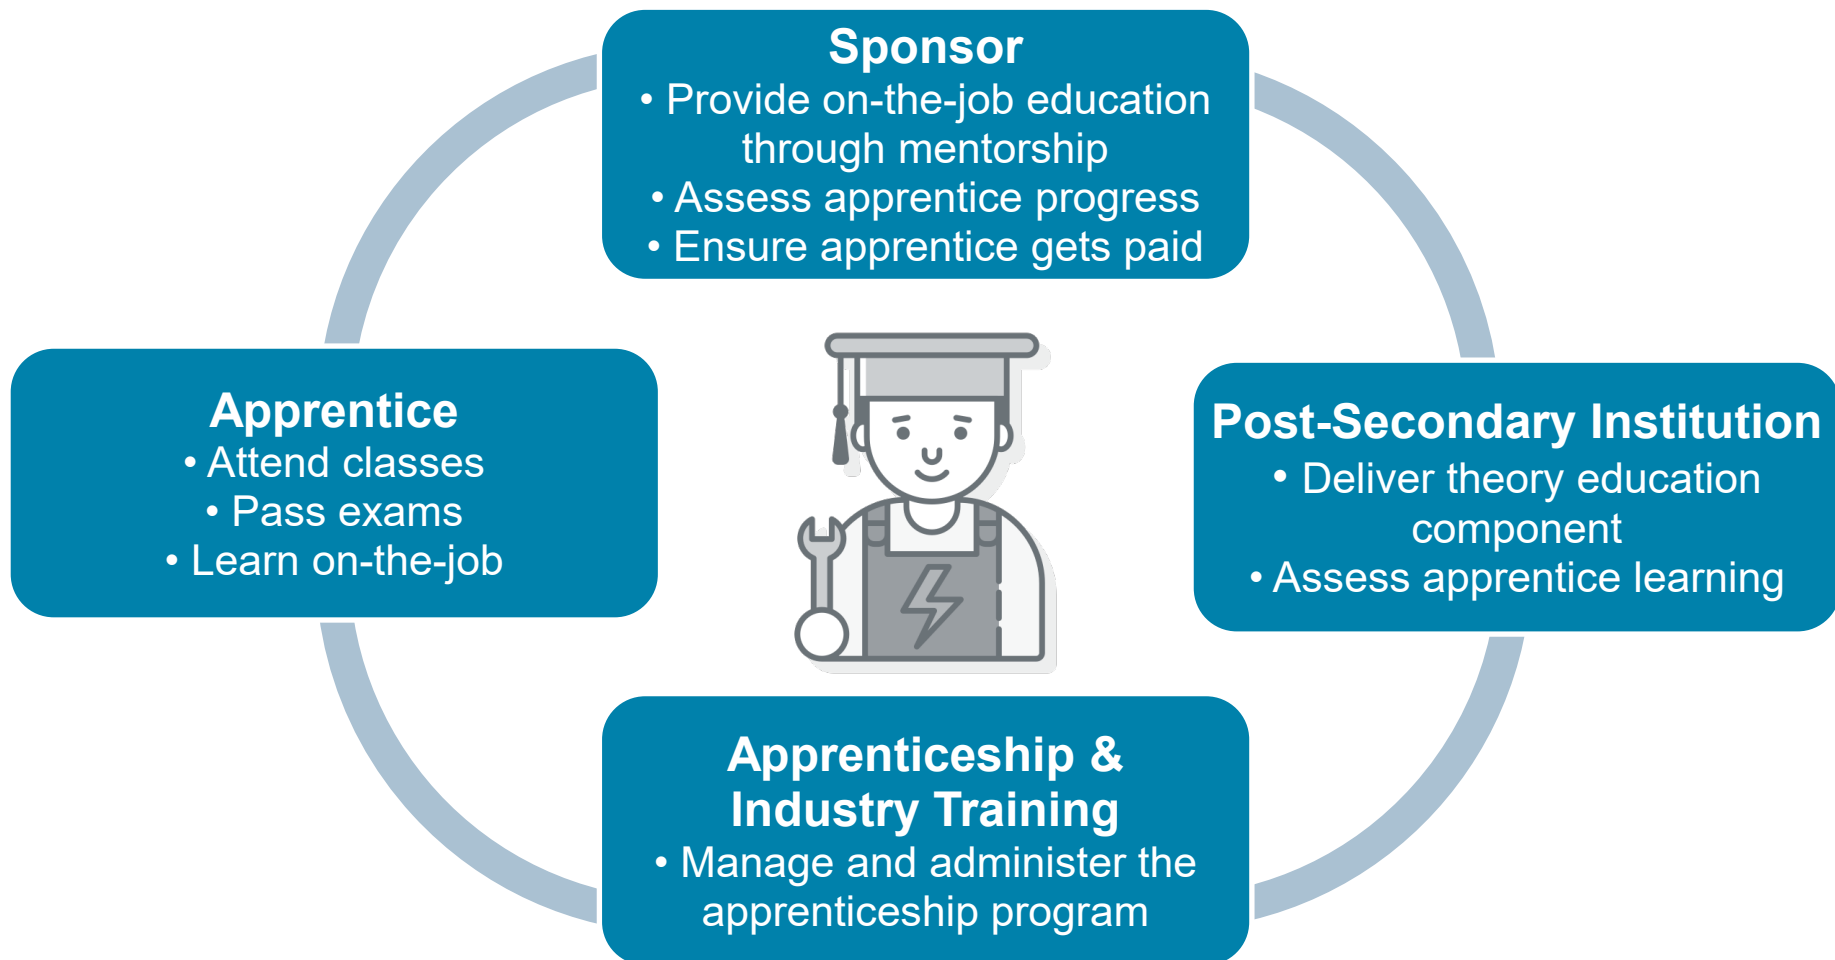 Sponsor
• Provide on-the-job education
through mentorship
• Assess apprentice progress
• Ensure apprentice gets paid
Apprentice
• Attend classes
• Pass exams
• Learn on-the-job
Post-Secondary Institution
• Deliver theory education
component
• Assess apprentice learning
Apprenticeship &
Industry Training
• Manage and administer the
apprenticeship program